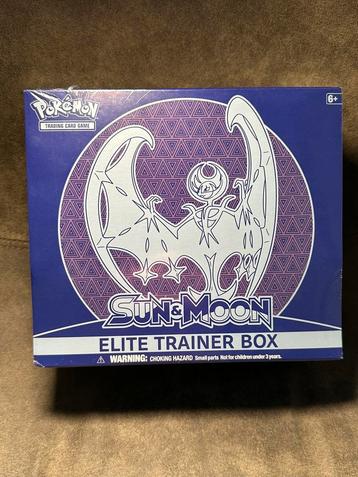 POKÉMON
TRADING CARD GAME
6+
SUN & MOON
ELITE TRAINER BOX
⚠ WARNING: CHOKING HAZARD Small parts Not for children under 3 years.